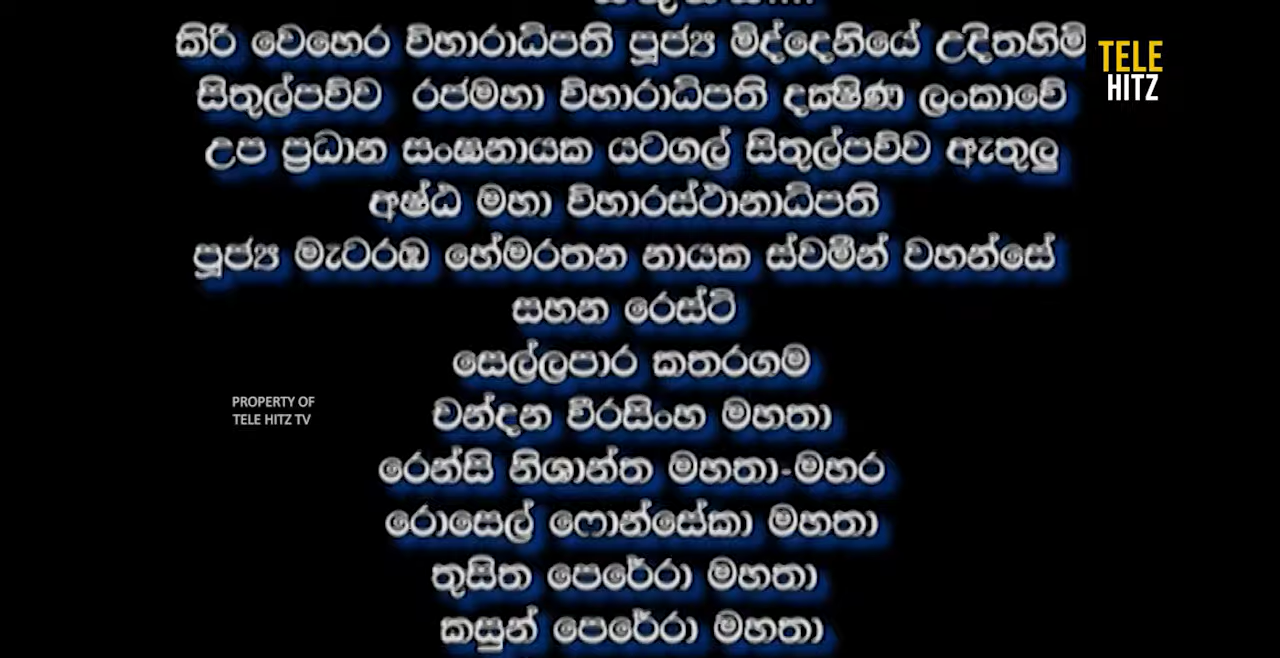 කිරි වෙහෙර විහාරාධිපති පූජ්‍ය මිද්දෙනියේ උදිතහිමි
සිතුල්පව්ව රජමහා විහාරාධිපති දක්ෂිණ ලංකාවේ
උප ප්‍රධාන සංඝනායක යටගල් සිතුල්පව්ව ඇතුලු
අෂ්ඨ මහා විහාරස්ථානාධිපති
පූජ්‍ය මැටරඹ හේමරතන නායක ස්වමීන් වහන්සේ
සහන රෙස්ට්
සෙල්ලපාර කතරගම
චන්දන වීරසිංහ මහතා
රෙන්සි නිශාන්ත මහතා-මහර
රොසෙල් ෆොන්සේකා මහතා
තුසිත පෙරේරා මහතා
කසුන් පෙරේරා මහතා
TELE
HITZ
PROPERTY OF
TELE HITZ TV